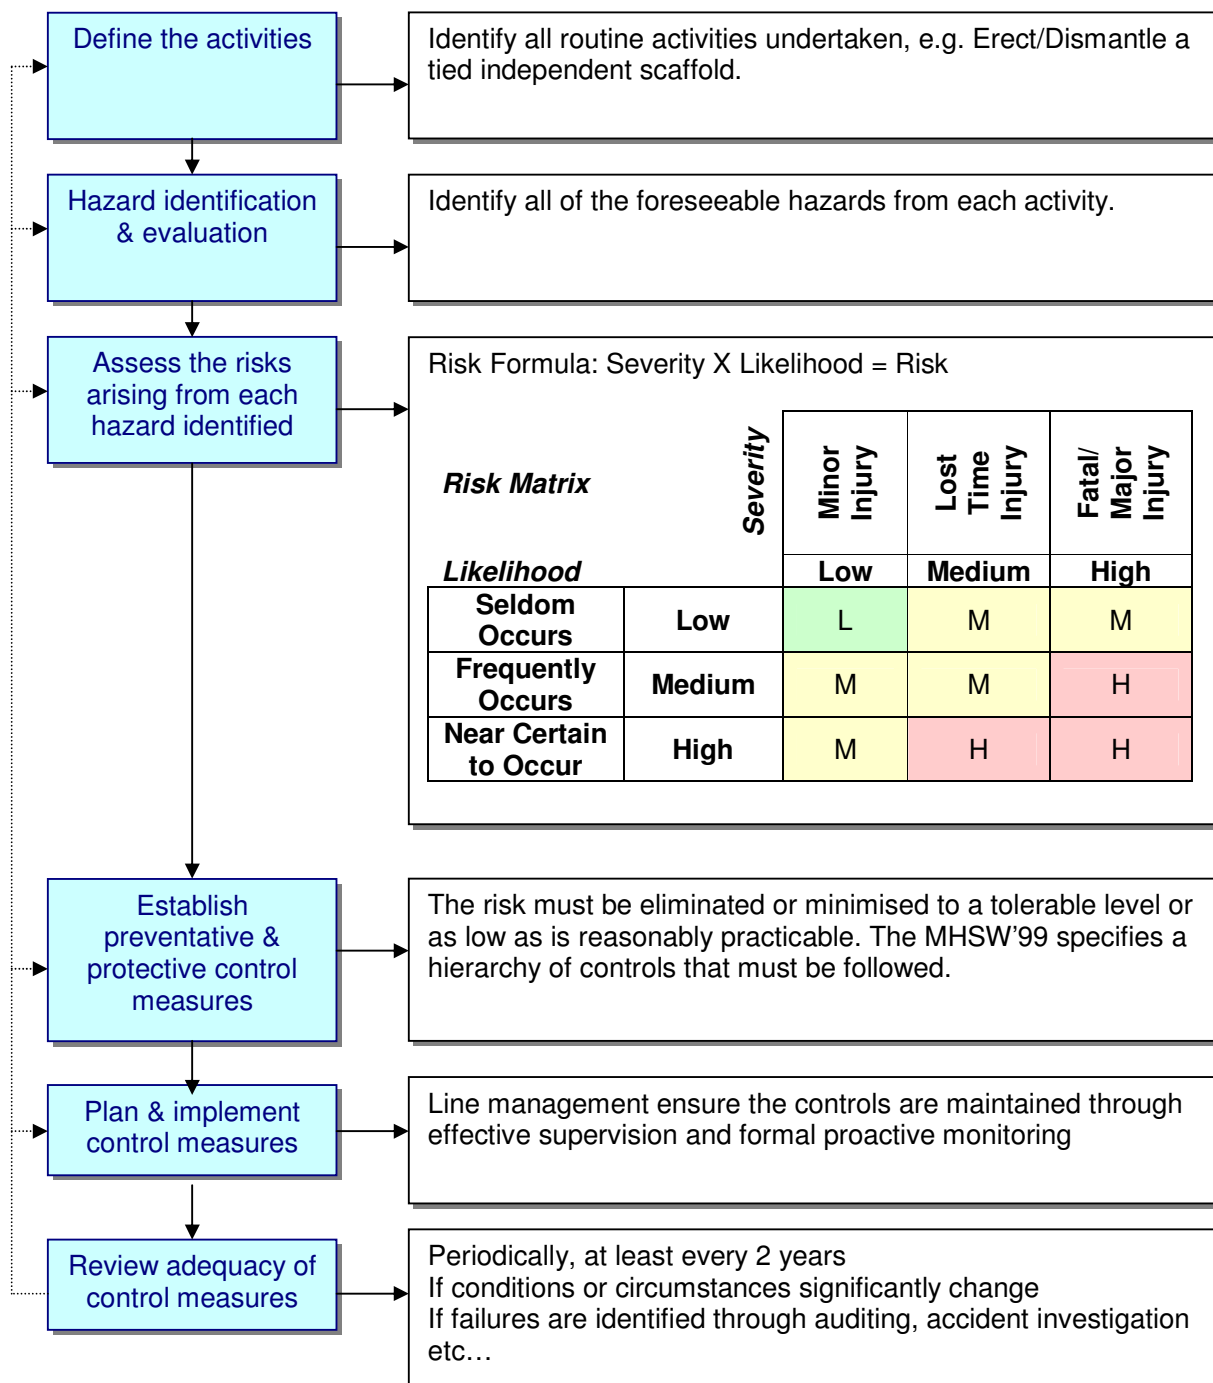 Define the activities
Identify all routine activities undertaken, e.g. Erect/Dismantle a
tied independent scaffold.
Hazard identification
& evaluation
Identify all of the foreseeable hazards from each activity.
Assess the risks
arising from each
hazard identified
Risk Formula: Severity X Likelihood = Risk
Risk Matrix
Severity
Minor
Injury
Lost
Time
Injury
Fatal/
Major
Injury
Likelihood
Low
Medium
High
Seldom
Occurs
Low
L
M
M
Frequently
Occurs
Medium
M
M
H
Near Certain
to Occur
High
M
H
H
Establish
preventative &
protective control
measures
The risk must be eliminated or minimised to a tolerable level or
as low as is reasonably practicable. The MHSW’99 specifies a
hierarchy of controls that must be followed.
Plan & implement
control measures
Line management ensure the controls are maintained through
effective supervision and formal proactive monitoring
Review adequacy of
control measures
Periodically, at least every 2 years
If conditions or circumstances significantly change
If failures are identified through auditing, accident investigation
etc…